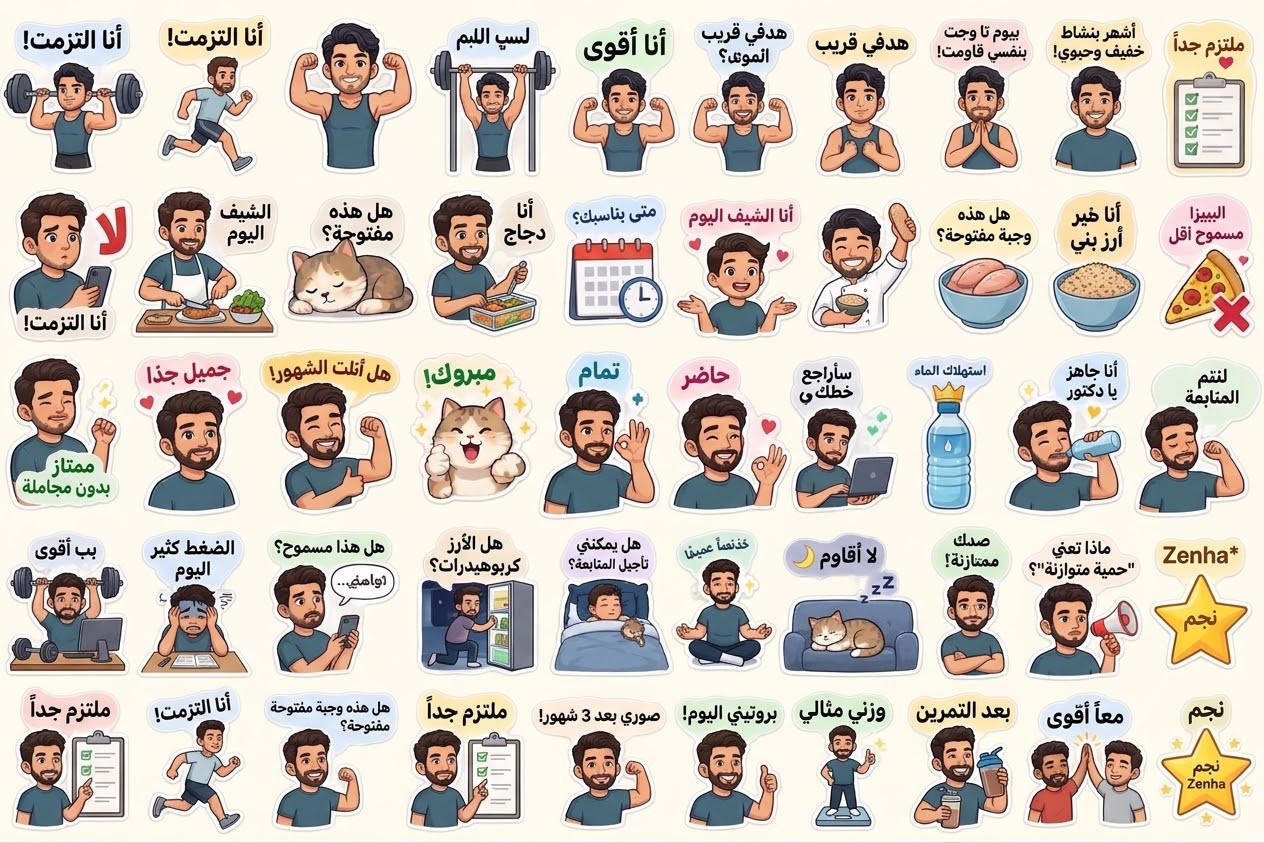 أنا التزمت!
أنا التزمت!
لسي اللبم
أنا أقوى
هدفي قريب
هدفي قريب
بيوم تا وجت
بنفسي قاومت!
أشهر بنشاط
خفيف وحيوي!
ملتزم جداً
لا
أنا التزمت!
الشيف
اليوم
هل هذه
مفتوحة؟
أنا
دجاج
متى بناسبك؟
أنا الشيف اليوم
هل هذه
وجبة مفتوحة؟
أنا خير
أرز بني
البييزا
مسموح أقل
ممتاز
بدون مجاملة
جميل جذا
هل أنلت الشهور!
مبروك!
تمام
حاضر
سأراجع
خطك
استهلاك الماء
أنا جاهز
يا دكتور
لنتم
المتابعة
بب أقوى
الضغط كثير
اليوم
هل هذا مسموح؟
هل الأرز
كربوهيدرات؟
هل يمكنني
تأجيل المتابعة؟
لا أقاوم
z z z
صدك
ممتازنة!
ماذا تعني
"حمية متوازنة"؟
Zenha*
نجم
ملتزم جداً
أنا التزمت!
هل هذه وجبة مفتوحة
مفتوحة؟
ملتزم جداً
صوري بعد 3 شهور!
بروتيني اليوم!
وزني مثالي
بعد التمرين
معاً أقوى
نجم
نجم
Zenha